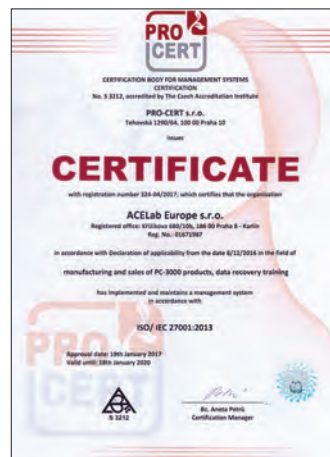 PRO
CERT
CERTIFICATION BODY FOR MANAGEMENT SYSTEMS
CERTIFICATION
No. S 3212, accredited by The Czech Accreditation Institute
PRO-CERT s.r.o.
Tehovská 1290/64, 100 00 Praha 10
issues
CERTIFICATE
with registration number 324-04/2017; which certifies that the organisation
ACELab Europe s.r.o.
Registered office: Křižíkova 680/10b, 186 00 Praha 8 - Karlín
Reg. No.: 01671987
in accordance with Declaration of applicability from the date 8/12/2016 in the field of
manufacturing and sales of PC-3000 products, data recovery training
has implemented and maintains a management system
in accordance with
ISO/ IEC 27001:2013
PRO
CERT
Approval date: 19th January 2017
Valid until: 18th January 2020
S 3212
Bc. Aneta Petrů
Certification Manager